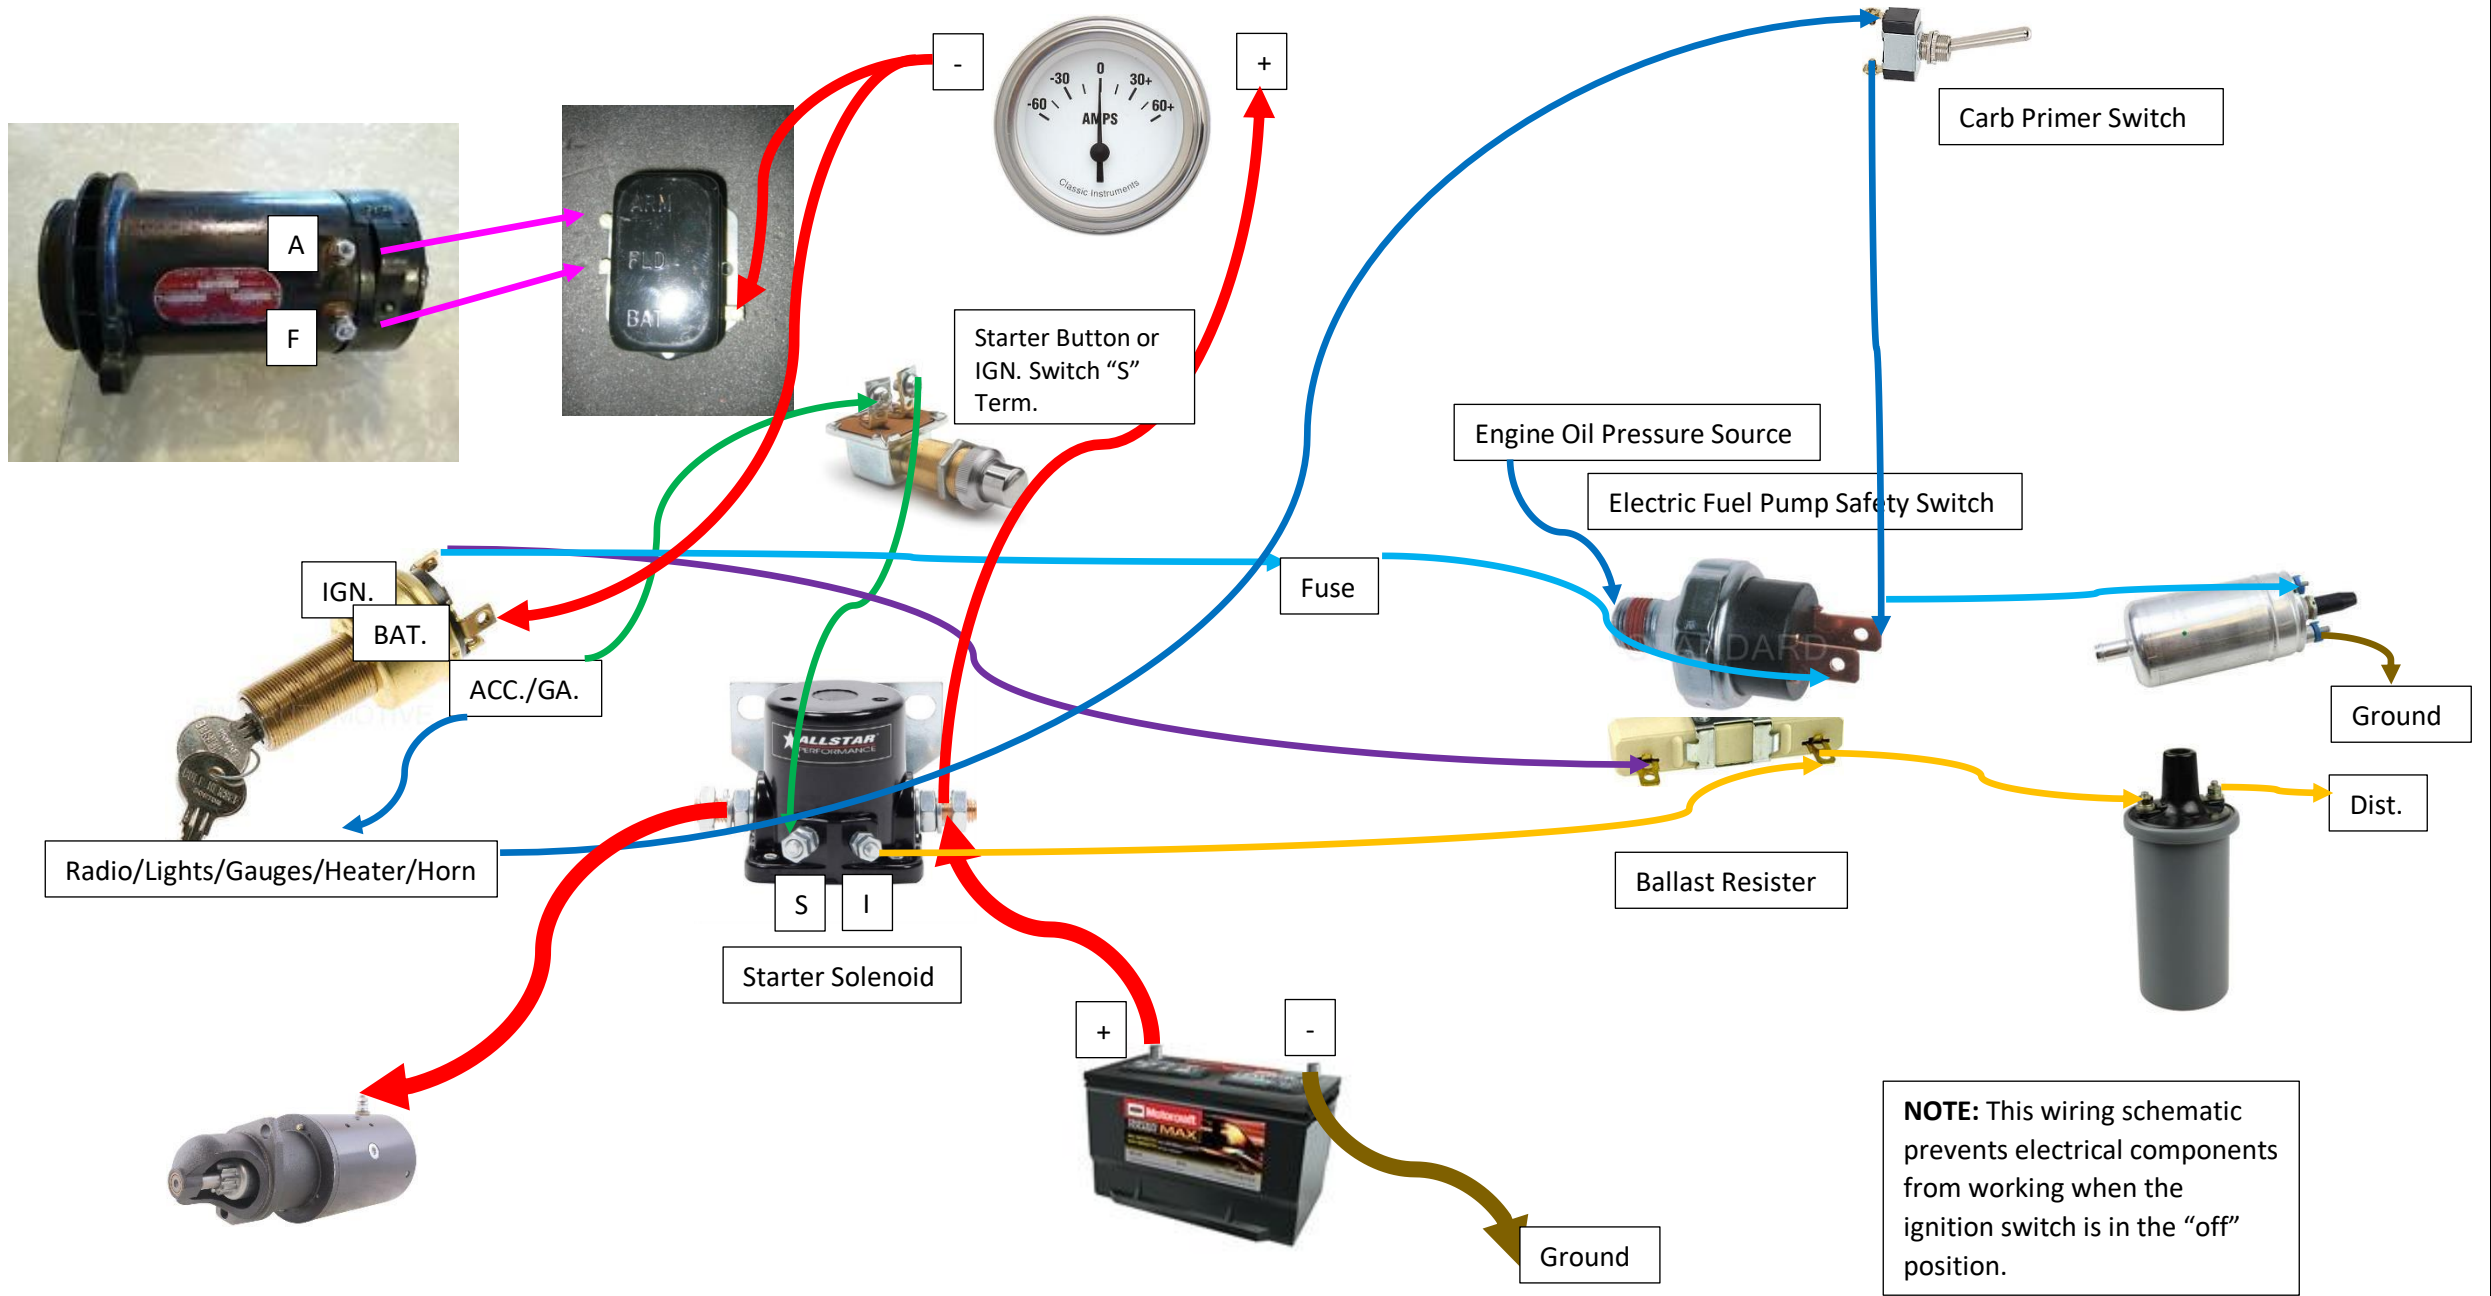 -
+
-30 0 30+
-60 60+
AMPS
Classic Instruments
Carb Primer Switch
A
F
ARM
FLD
BAT
Starter Button or
IGN. Switch “S”
Term.
Engine Oil Pressure Source
Electric Fuel Pump Safety Switch
IGN.
BAT.
ACC./GA.
Fuse
STANDARD
Ground
ALLSTAR
PERFORMANCE
Dist.
Radio/Lights/Gauges/Heater/Horn
Ballast Resister
S I
Starter Solenoid
+
-
Motorcraft
MAX
Ground
NOTE: This wiring schematic
prevents electrical components
from working when the
ignition switch is in the “off”
position.